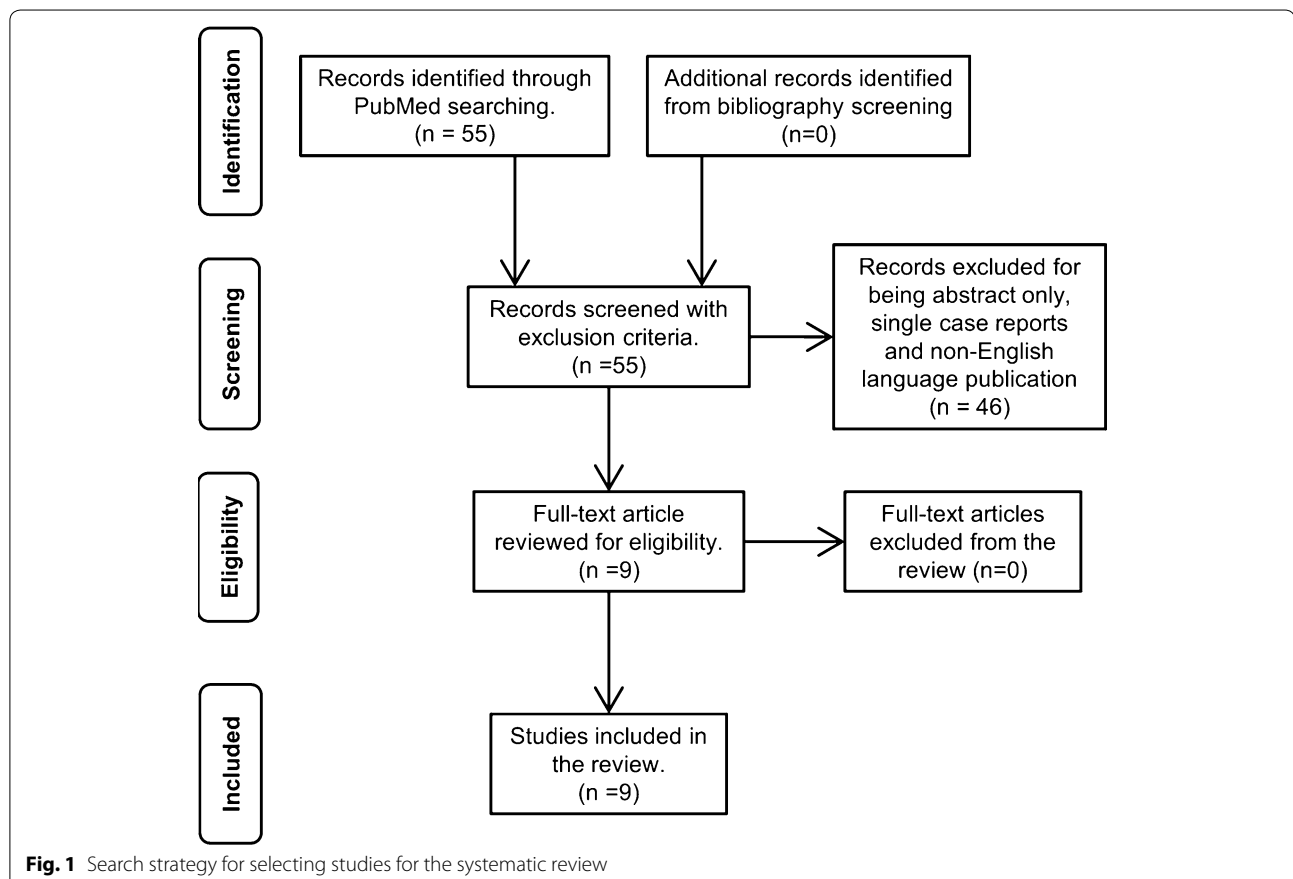 Identification
Records identified through
PubMed searching.
(n = 55)
Additional records identified
from bibliography screening
(n=0)
Screening
Records screened with
exclusion criteria.
(n =55)
Records excluded for
being abstract only,
single case reports
and non-English
language publication
(n = 46)
Eligibility
Full-text article
reviewed for eligibility.
(n =9)
Full-text articles
excluded from the
review (n=0)
Included
Studies included in
the review.
(n =9)
Fig. 1 Search strategy for selecting studies for the systematic review